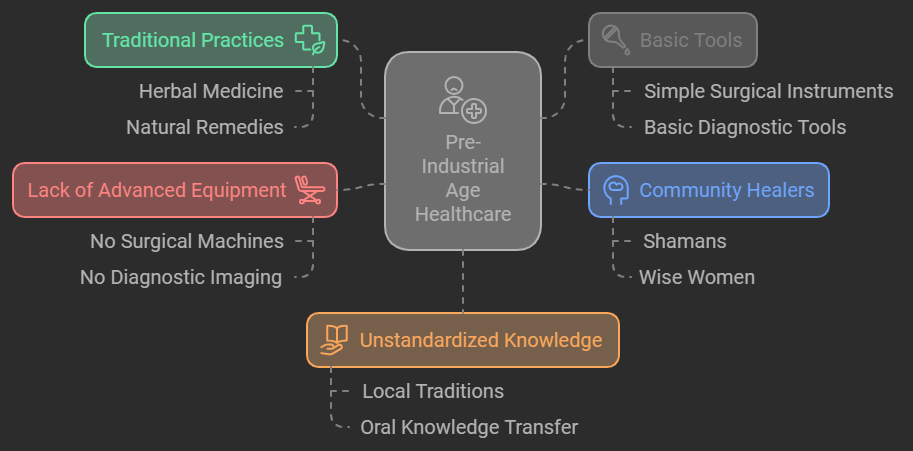 Traditional Practices
Herbal Medicine
Natural Remedies
Lack of Advanced Equipment
No Surgical Machines
No Diagnostic Imaging
Pre-
Industrial
Age
Healthcare
Basic Tools
Simple Surgical Instruments
Basic Diagnostic Tools
Community Healers
Shamans
Wise Women
Unstandardized Knowledge
Local Traditions
Oral Knowledge Transfer